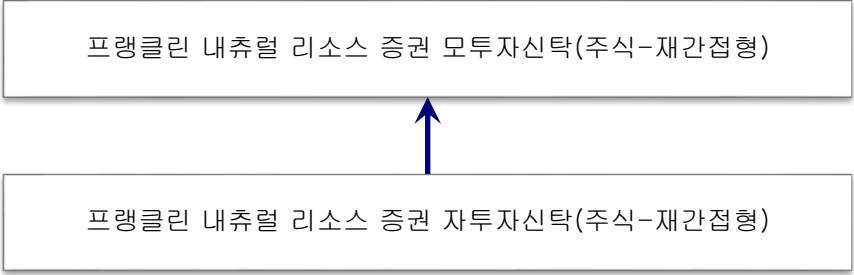 프랭클린 내츄럴 리소스 증권 모투자신탁(주식-재간접형)
프랭클린 내츄럴 리소스 증권 자투자신탁(주식-재간접형)